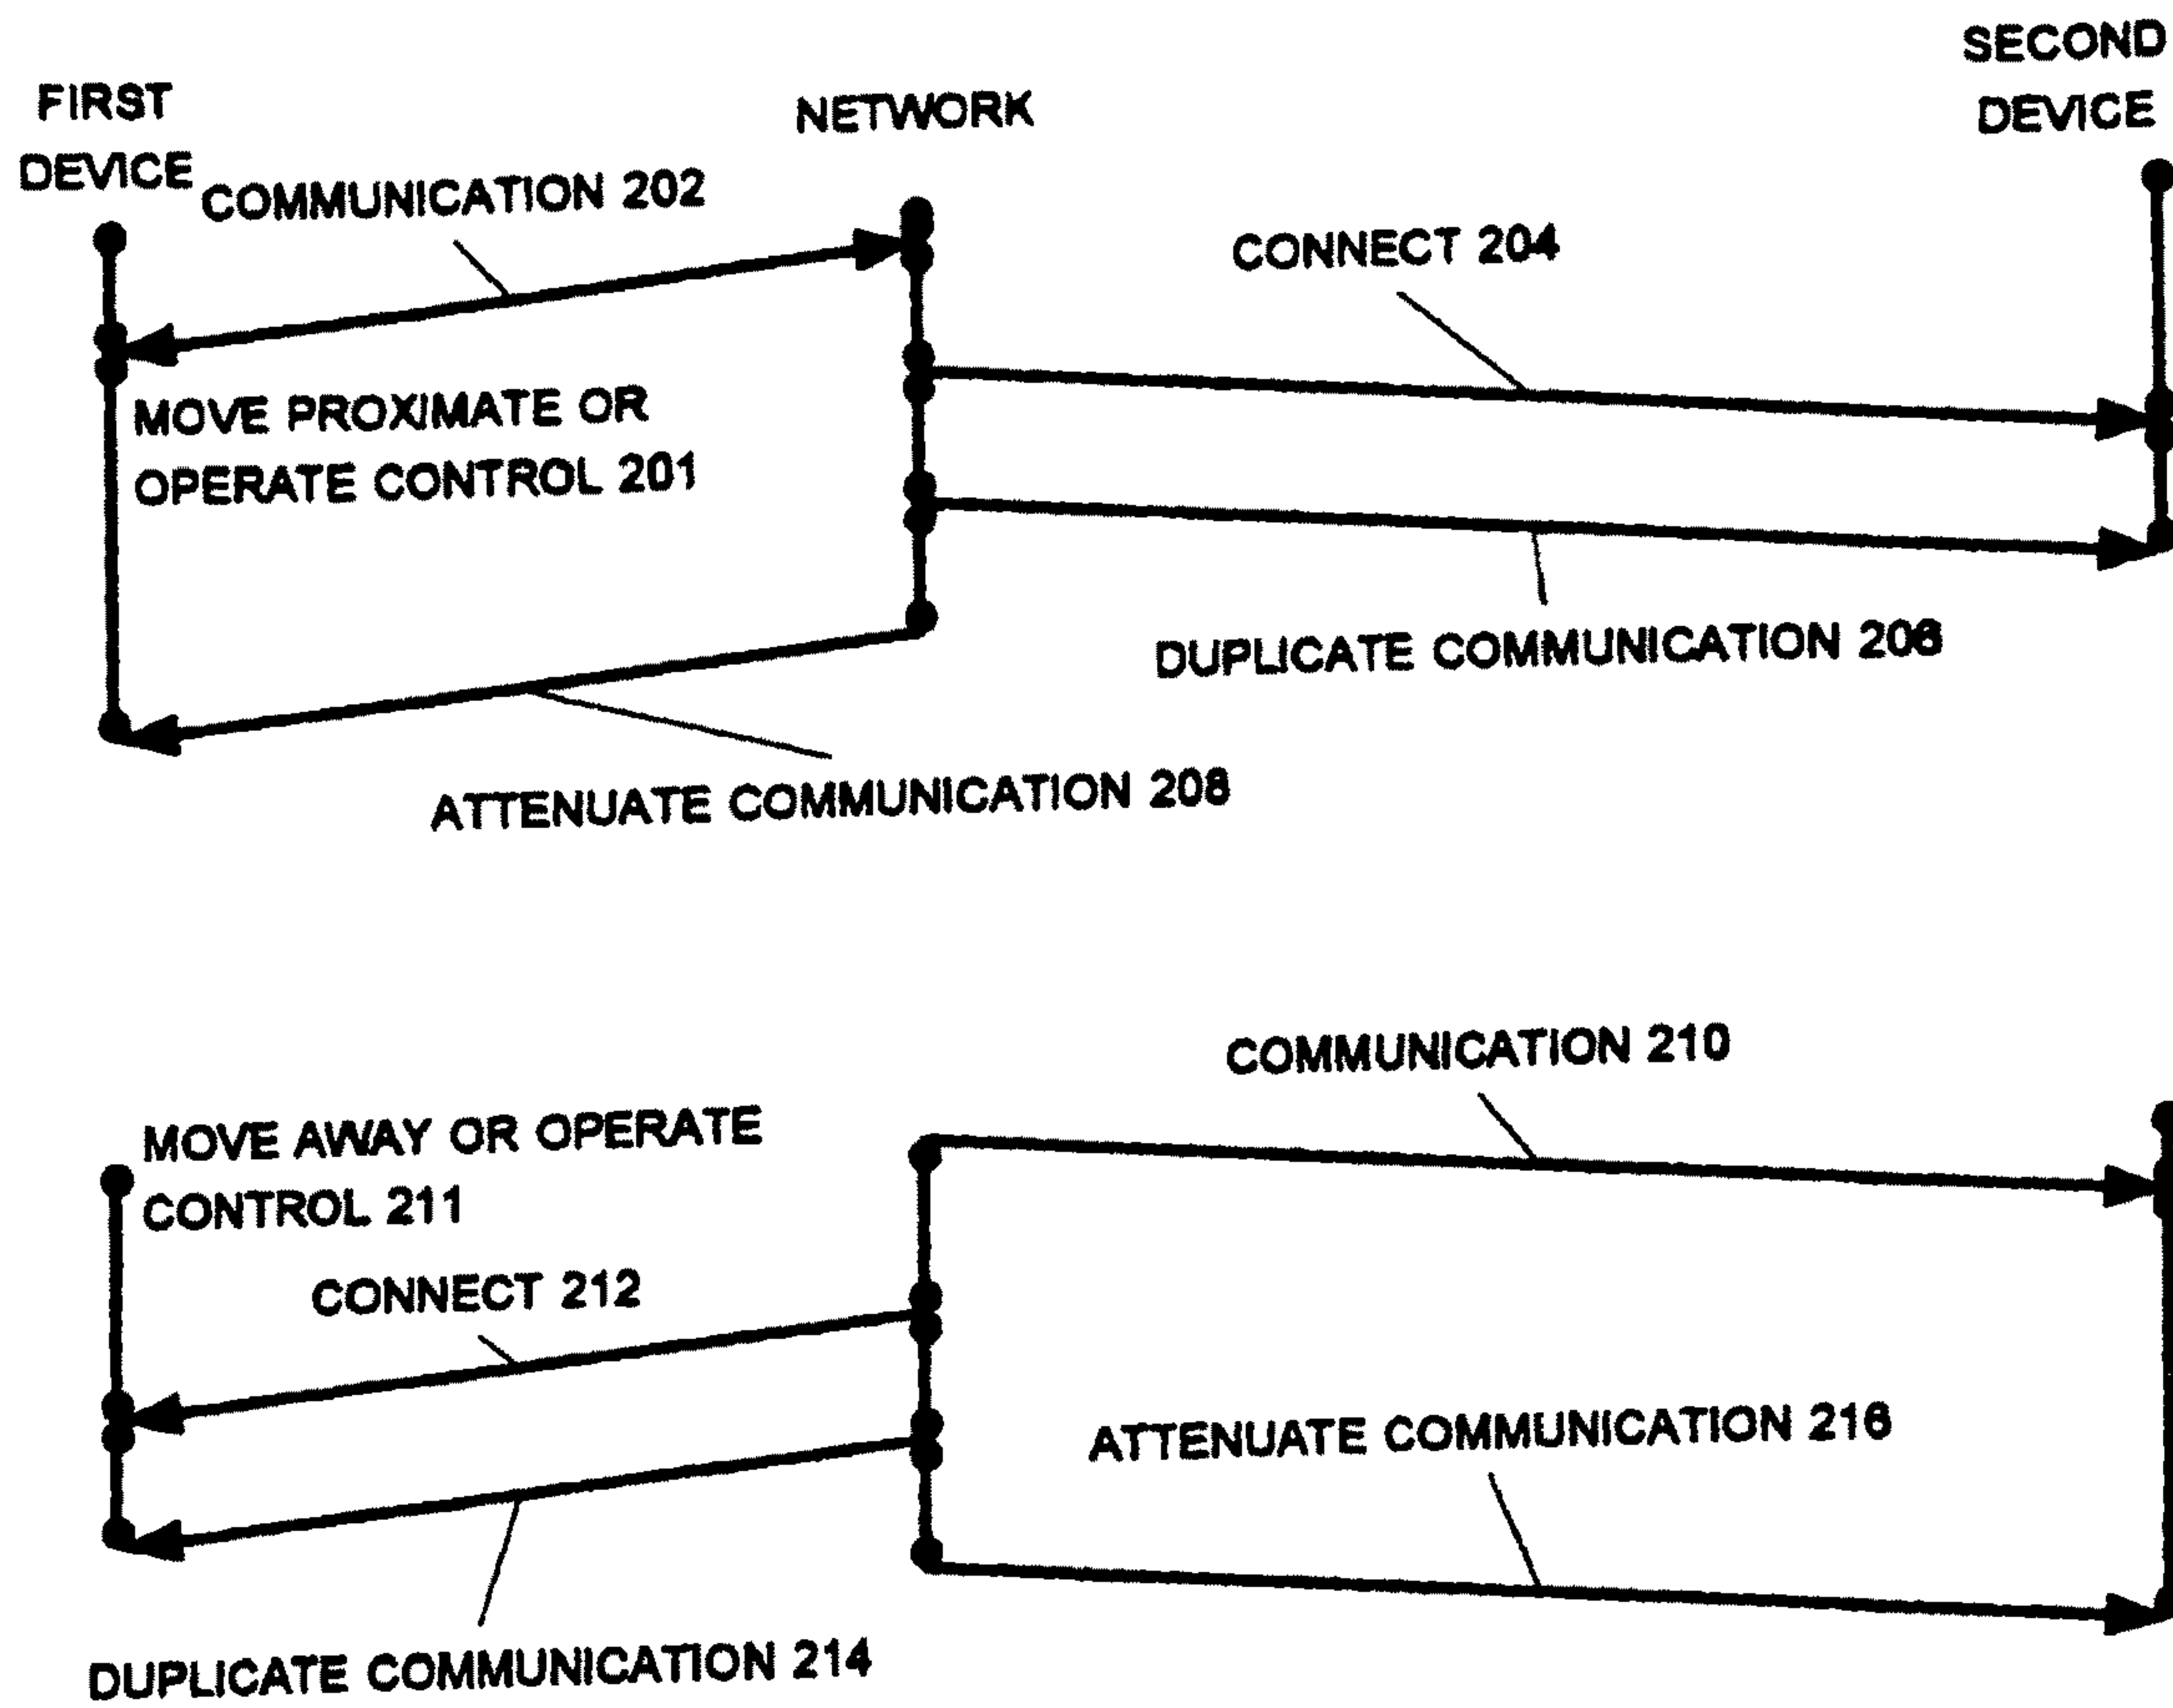 FIRST
DEVICE
NETWORK
SECOND
DEVICE
COMMUNICATION 202
CONNECT 204
MOVE PROXIMATE OR
OPERATE CONTROL 201
DUPLICATE COMMUNICATION 206
ATTENUATE COMMUNICATION 208
COMMUNICATION 210
MOVE AWAY OR OPERATE
CONTROL 211
CONNECT 212
ATTENUATE COMMUNICATION 216
DUPLICATE COMMUNICATION 214